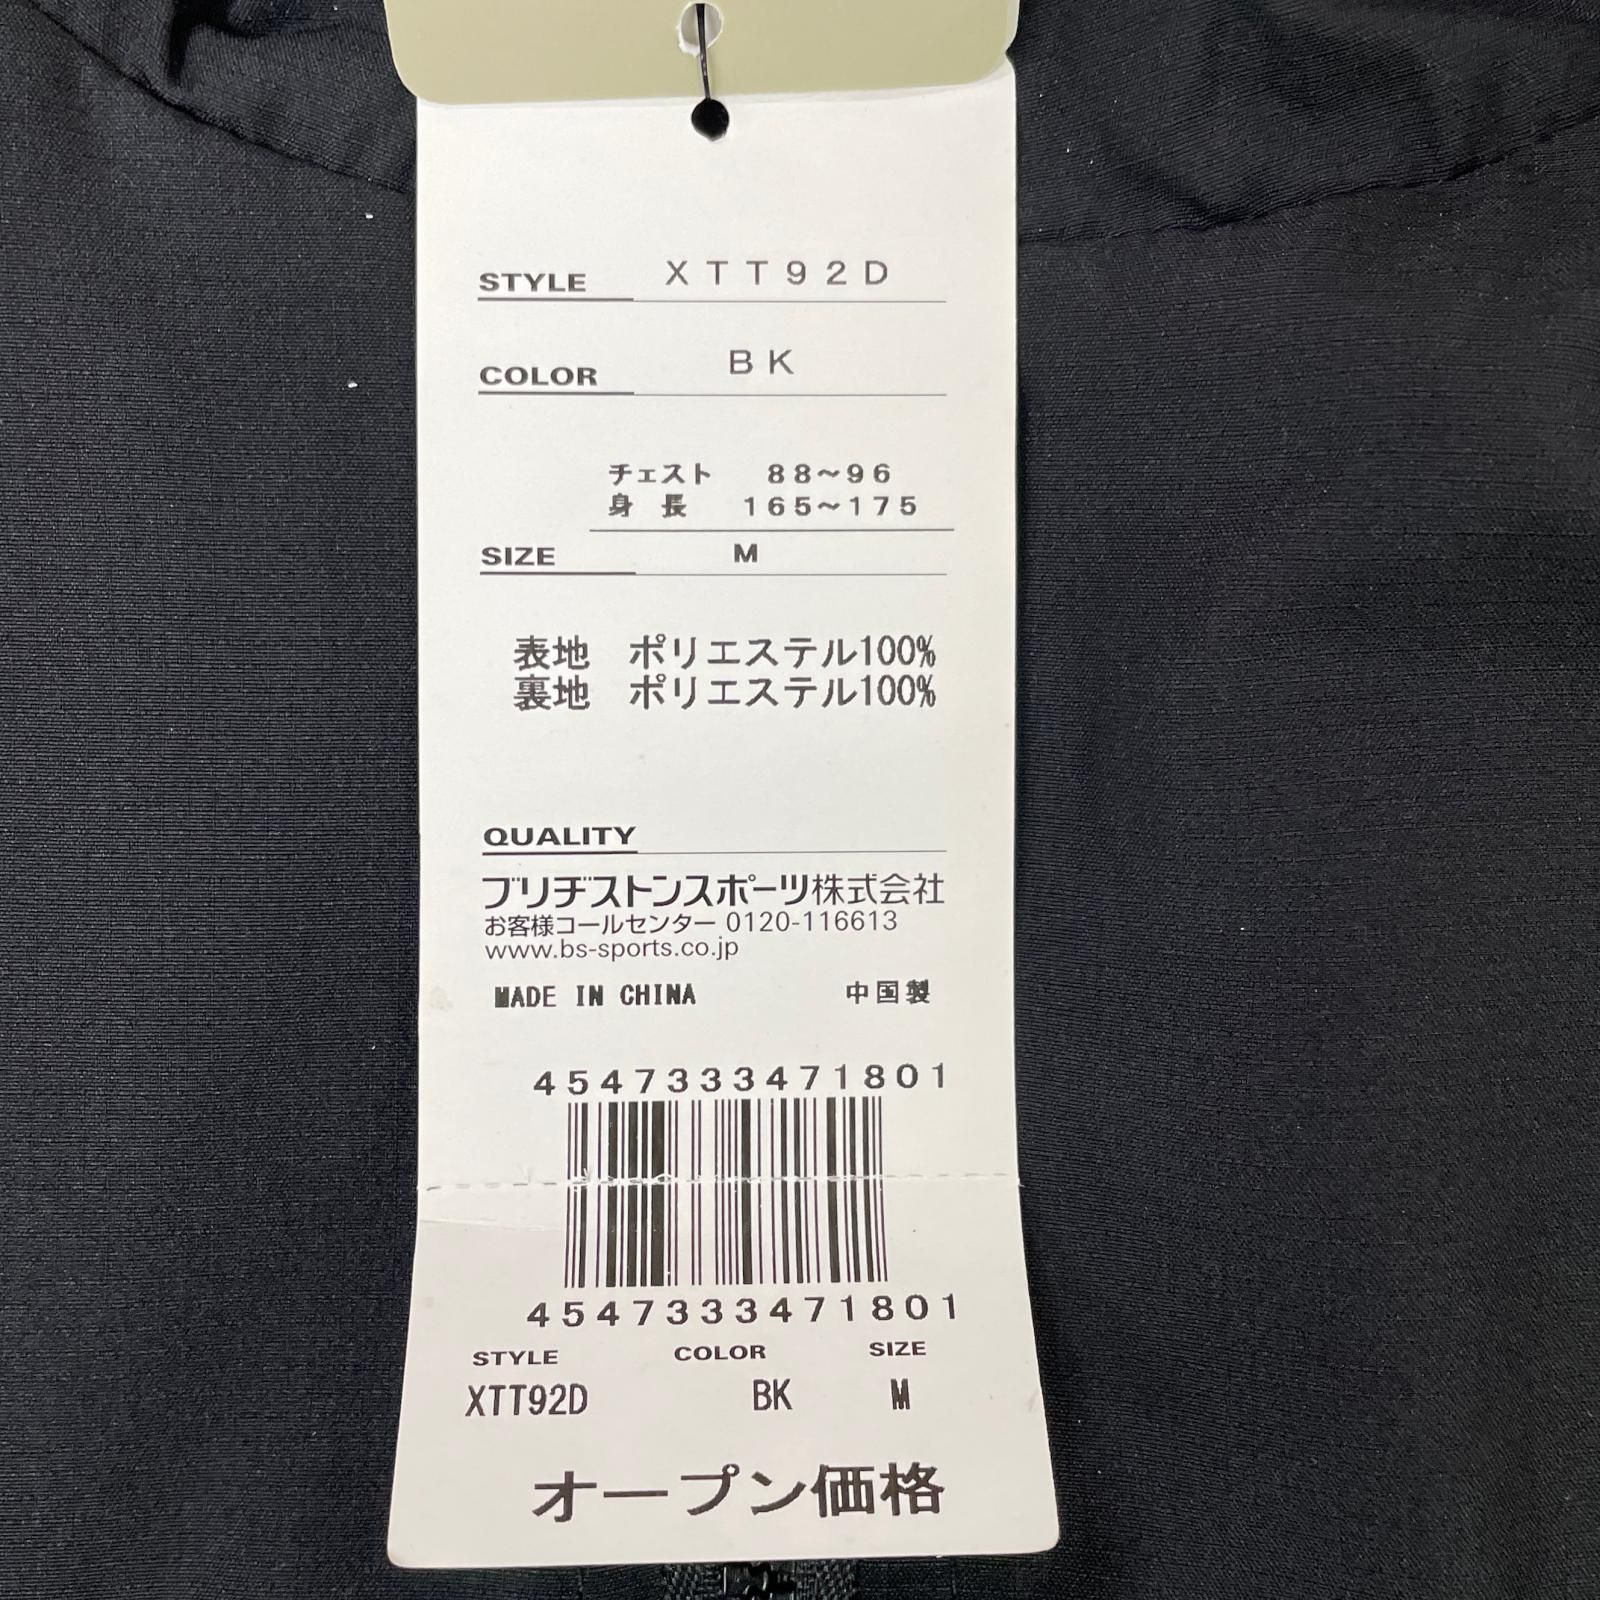 STYLE XTT92D
COLOR BK
チェスト 88～96
身長 165～175
SIZE M
表地 ポリエステル100%
裏地 ポリエステル100%
QUALITY
ブリヂストンスポーツ株式会社
お客様コールセンター 0120-116613
www.bs-sports.co.jp
MADE IN CHINA 中国製
4547333471801
4547333471801
STYLE COLOR SIZE
XTT92D BK M
オープン価格